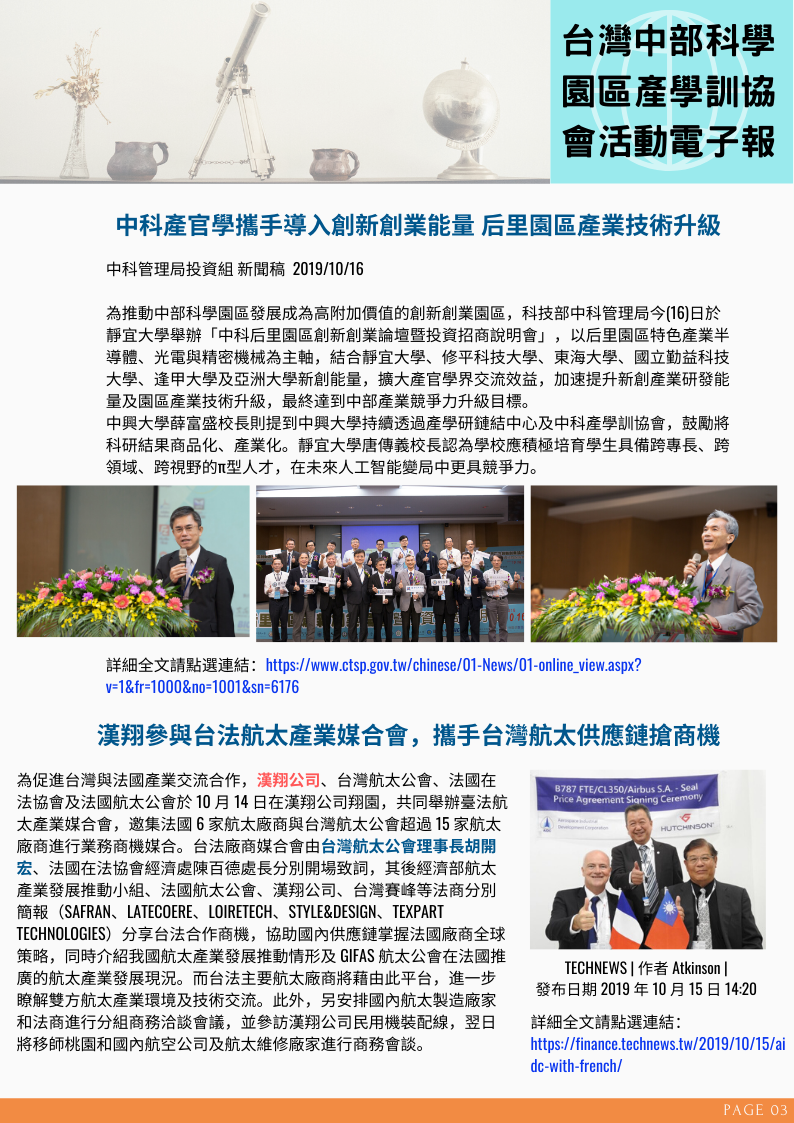 台灣中部科學
園區產學訓協
會活動電子報
中科產官學攜手導入創新創業能量 后里園區產業技術升級
中科管理局投資組 新聞稿 2019/10/16
為推動中部科學園區發展成為高附加價值的創新創業園區，科技部中科管理局今(16)日於
靜宜大學舉辦「中科后里園區創新創業論壇暨投資招商說明會」，以后里園區特色產業半
導體、光電與精密機械為主軸，結合靜宜大學、修平科技大學、東海大學、國立勤益科技
大學、逢甲大學及亞洲大學新創能量，擴大產官學界交流效益，加速提升新創產業研發能
量及園區產業技術升級，最終達到中部產業競爭力升級目標。
中興大學薛富盛校長則提到中興大學持續透過產學研鏈結中心及中科產學訓協會，鼓勵將
科研結果商品化、產業化。靜宜大學唐傳義校長認為學校應積極培育學生具備跨專長、跨
領域、跨視野的π型人才，在未來人工智能變局中更具競爭力。
詳細全文請點選連結：https://www.ctsp.gov.tw/chinese/01-News/01-online_view.aspx?
v=1&fr=1000&no=1001&sn=6176
漢翔參與台法航太產業媒合會，攜手台灣航太供應鏈搶商機
為促進台灣與法國產業交流合作，漢翔公司、台灣航太公會、法國在
法協會及法國航太公會於 10 月 14 日在漢翔公司翔園，共同舉辦臺法航
太產業媒合會，邀集法國 6 家航太廠商與台灣航太公會超過 15 家航太
廠商進行業務商機媒合。台法廠商媒合會由台灣航太公會理事長胡開
宏、法國在法協會經濟處陳百德處長分別開場致詞，其後經濟部航太
產業發展推動小組、法國航太公會、漢翔公司、台灣賽峰等法商分別
簡報（SAFRAN、LATECOERE、LOIRETECH、STYLE&DESIGN、TEXPART
TECHNOLOGIES）分享台法合作商機，協助國內供應鏈掌握法國廠商全球
策略，同時介紹我國航太產業發展推動情形及 GIFAS 航太公會在法國推
廣的航太產業發展現況。而台法主要航太廠商將藉由此平台，進一步
瞭解雙方航太產業環境及技術交流。此外，另安排國內航太製造廠家
和法商進行分組商務洽談會議，並參訪漢翔公司民用機裝配線，翌日
將移師桃園和國內航空公司及航太維修廠家進行商務會談。
B787 FTE/CL350/Airbus S.A. - Seal
Price Agreement Signing Ceremony
Aerospace Industrial
Development Corporation
HUTCHINSON
TECHNEWS | 作者 Atkinson |
發布日期 2019 年 10 月 15 日 14:20
詳細全文請點選連結：
https://finance.technews.tw/2019/10/15/ai
dc-with-french/
PAGE 03